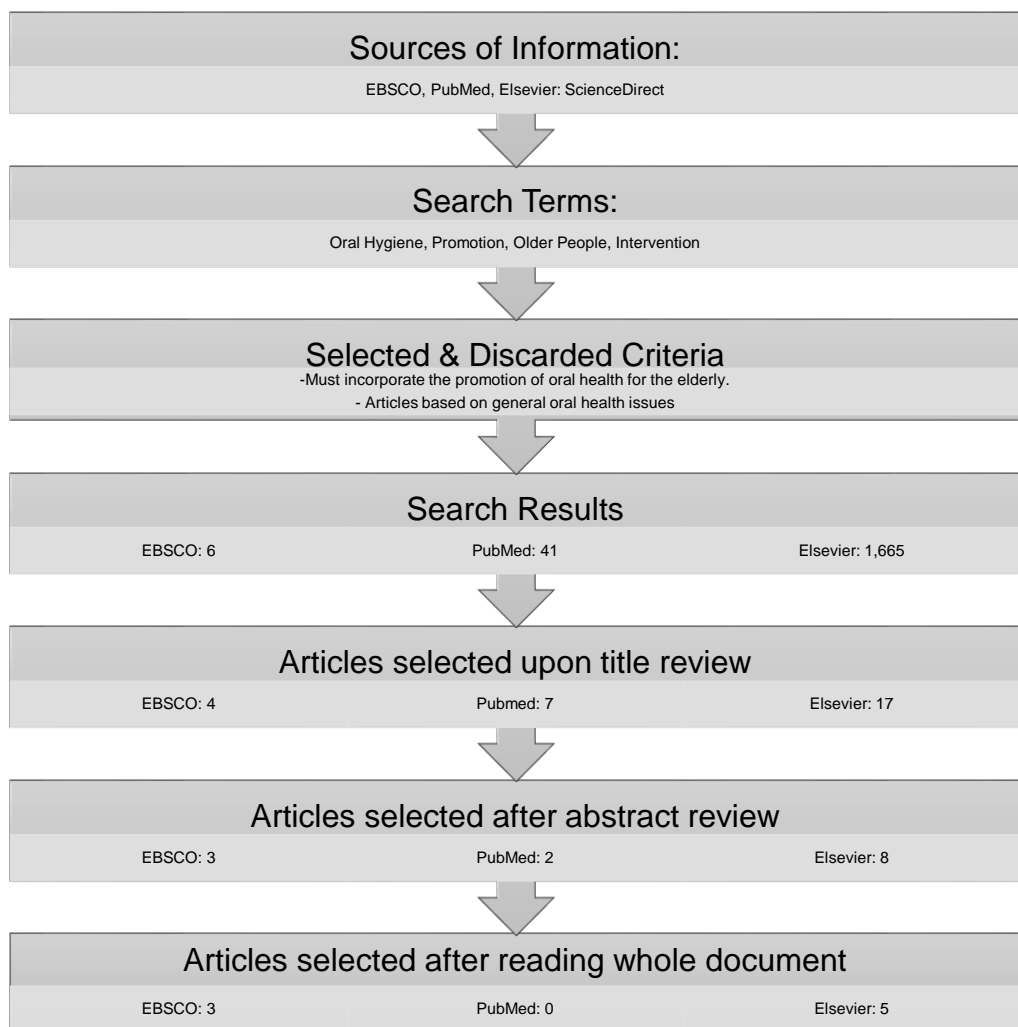 Sources of Information:
EBSCO, PubMed, Elsevier: ScienceDirect
Search Terms:
Oral Hygiene, Promotion, Older People, Intervention
Selected & Discarded Criteria
-Must incorporate the promotion of oral health for the elderly.
- Articles based on general oral health issues
Search Results
EBSCO: 6 PubMed: 41 Elsevier: 1,665
Articles selected upon title review
EBSCO: 4 Pubmed: 7 Elsevier: 17
Articles selected after abstract review
EBSCO: 3 PubMed: 2 Elsevier: 8
Articles selected after reading whole document
EBSCO: 3 PubMed: 0 Elsevier: 5